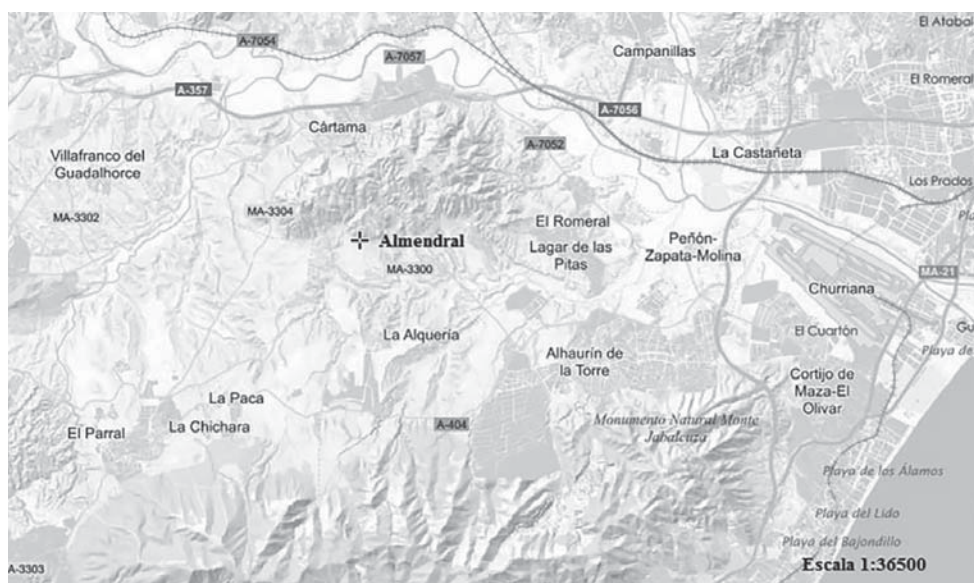 El Atabal
A-7054
A-7057
Campanillas
El Romeral
A-357
A-7056
Cártama
A-7052
La Castañeta
Villafranco del
Guadalhorce
Los Prados
MA-3304
MA-3302
El Romeral
Almendral
Lagar de las
Pitas
Peñón-
Zapata-Molina
MA-3300
MA-21
Churriana
La Alquería
El Cuartón
Playa de
Alhaurín de
la Torre
Cortijo de
Maza-El
Olivar
La Paca
La Chichara
El Parral
A-404
Monumento Natural Monte
Jabalcuza
Playa de los Álamos
Playa del Lido
Playa del Bajondillo
A-3303
Escala 1:36500